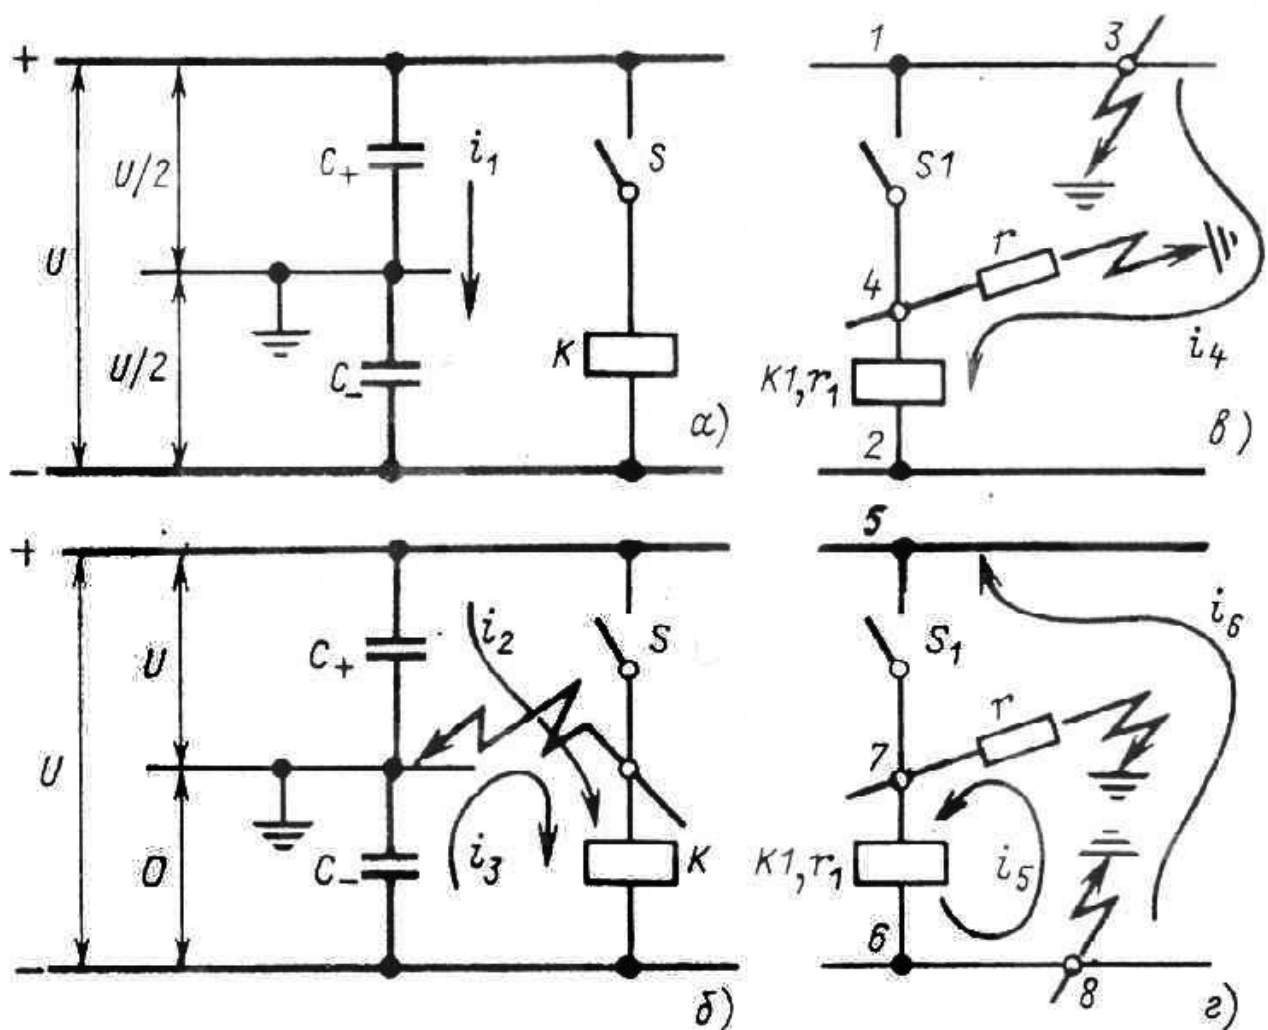 +
U
U/2
U/2
C₊
C₋
i₁
S
K
−
а)
1
3
S1
4
r
i₄
K1, r₁
2
в)
+
U
U
0
C₊
C₋
i₂
i₃
S
K
−
б)
5
S₁
7
r
i₆
K1, r₁
i₅
6
8
г)